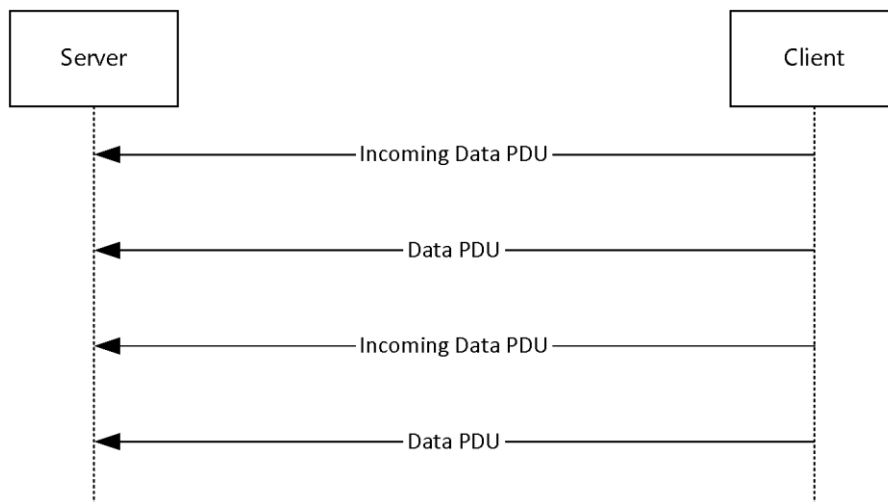 Server
Client
Incoming Data PDU
Data PDU
Incoming Data PDU
Data PDU